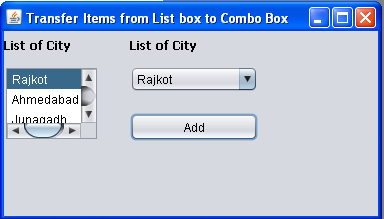 Transfer Items from List box to Combo Box
List of City
List of City
Rajkot
Rajkot
Ahmedabad
Junagadh
Add